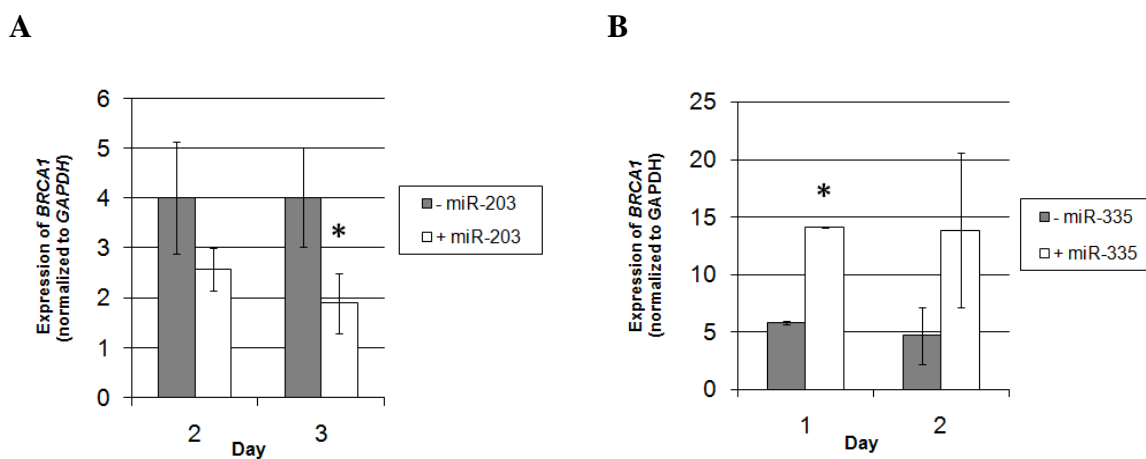 A
Expression of BRCA1
(normalized to GAPDH)
6
5
4
3
2
1
0
*
2
3
Day
- miR-203
+ miR-203
B
Expression of BRCA1
(normalized to GAPDH)
25
20
15
10
5
0
*
1
2
Day
- miR-335
+ miR-335